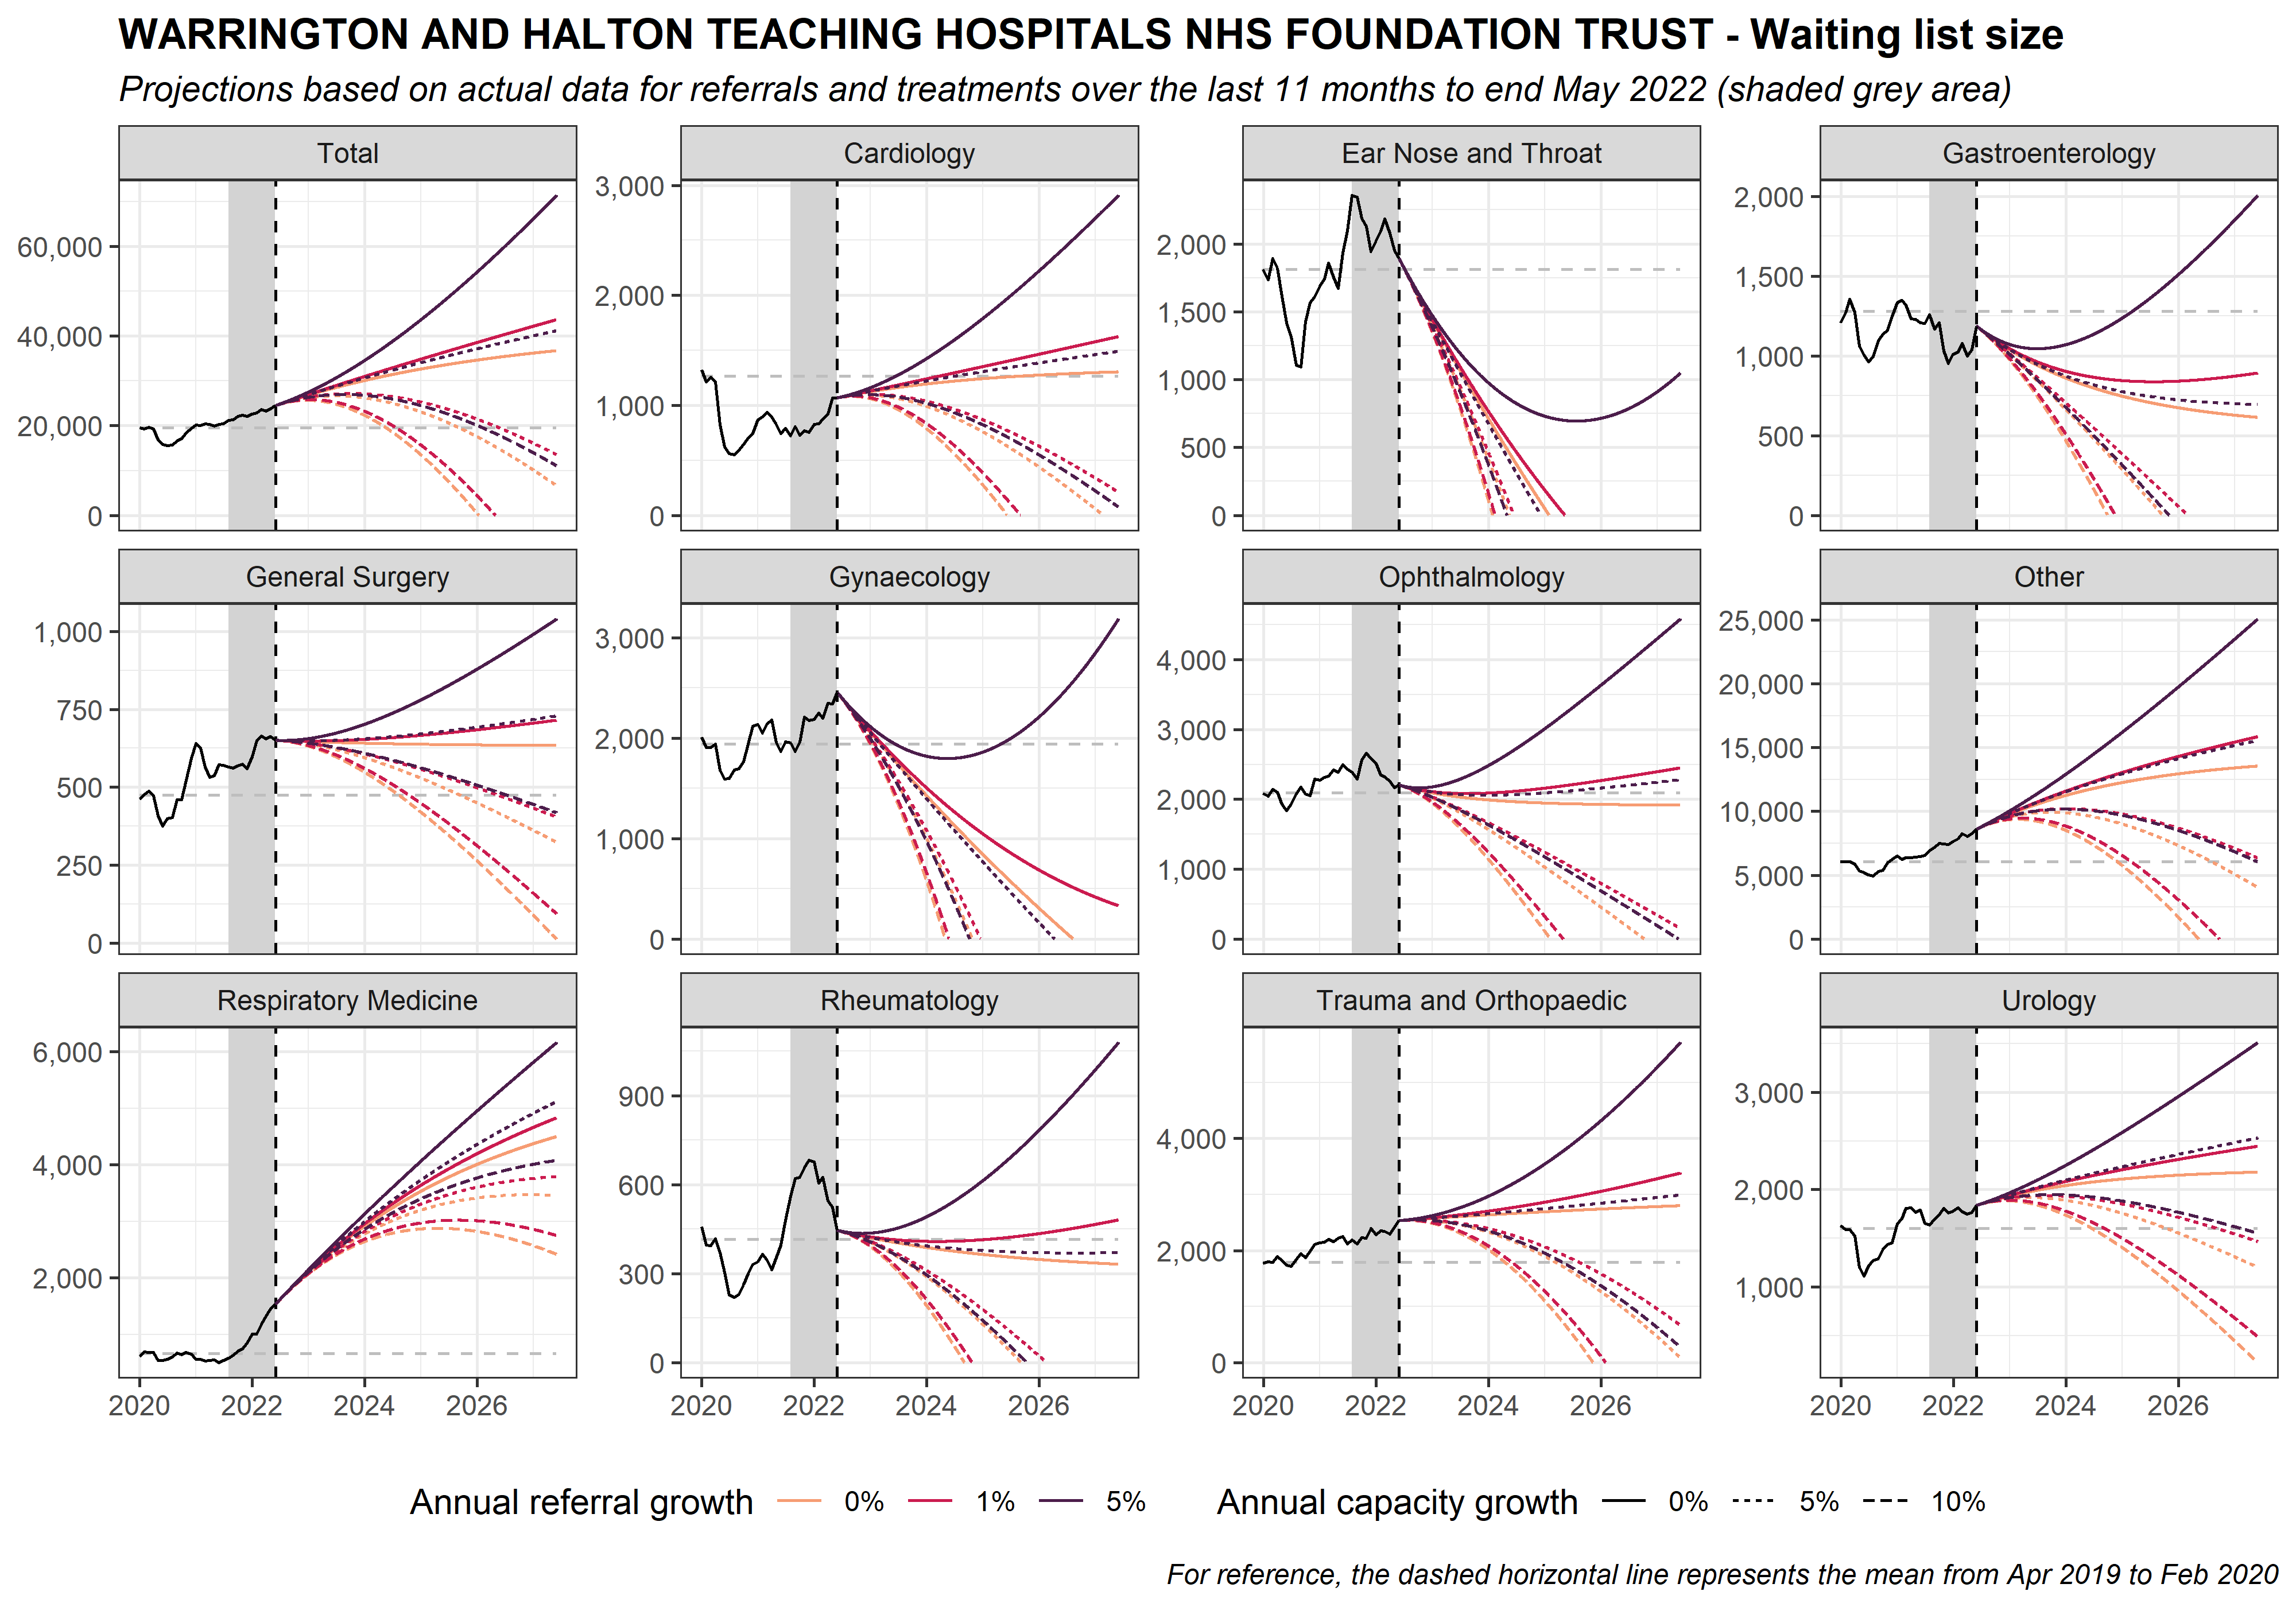 WARRINGTON AND HALTON TEACHING HOSPITALS NHS FOUNDATION TRUST - Waiting list size
Projections based on actual data for referrals and treatments over the last 11 months to end May 2022 (shaded grey area)
Total
60,000
40,000
20,000
0
Cardiology
3,000
2,000
1,000
0
Ear Nose and Throat
2,000
1,500
1,000
500
0
Gastroenterology
2,000
1,500
1,000
500
0
General Surgery
1,000
750
500
250
0
Gynaecology
3,000
2,000
1,000
0
Ophthalmology
4,000
3,000
2,000
1,000
0
Other
25,000
20,000
15,000
10,000
5,000
0
Respiratory Medicine
6,000
4,000
2,000
2020 2022 2024 2026
Rheumatology
900
600
300
0
2020 2022 2024 2026
Trauma and Orthopaedic
4,000
2,000
0
2020 2022 2024 2026
Urology
3,000
2,000
1,000
2020 2022 2024 2026
Annual referral growth 0% 1% 5% Annual capacity growth 0% 5% 10%
For reference, the dashed horizontal line represents the mean from Apr 2019 to Feb 2020